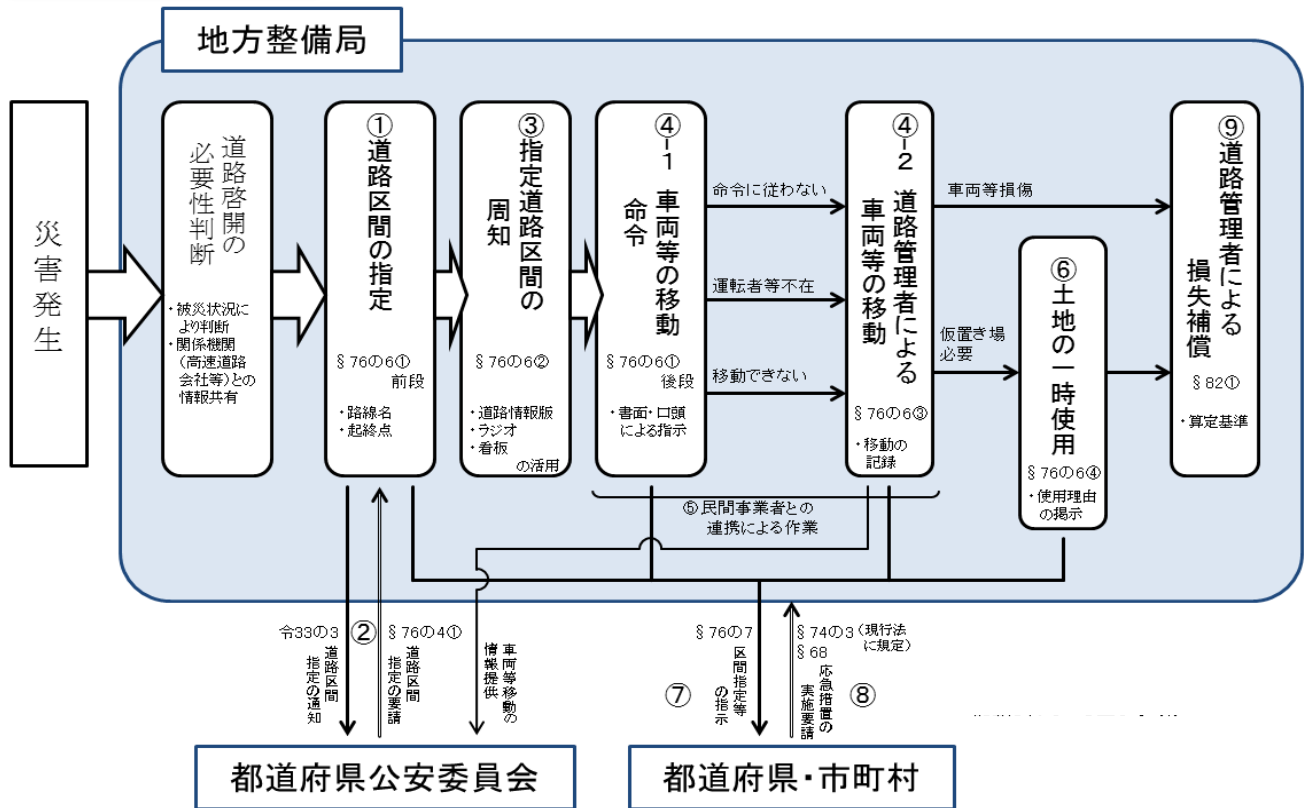 地方整備局
災害発生
道路啓開の
必要性判断
・被災状況に
より判断
・関係機関
(高速道路
会社等)との
情報共有
①道路区間の指定
§76の6①
前段
・路線名
・起終点
③指定道路区間の
周知
§76の6②
・道路情報版
・ラジオ
・看板
の活用
④-1 車両等の移動
命令
§76の6①
後段
・書面・口頭
による指示
命令に従わない
運転者等不在
移動できない
④-2 道路管理者による
車両等の移動
§76の6③
・移動の
記録
車両等損傷
仮置き場
必要
⑥土地の一時使用
§76の6④
・使用理由
の掲示
⑨道路管理者による
損失補償
§82①
・算定基準
⑤民間事業者との
連携による作業
令33の3
道路区間
指定の通知
②
§76の4①
道路区間
指定の要請
車両等移動の
情報提供
§76の7
区間指定等
の指示
⑦
§74の3(現行法
に規定)
§68
応急措置の
実施要請
⑧
都道府県公安委員会
都道府県・市町村